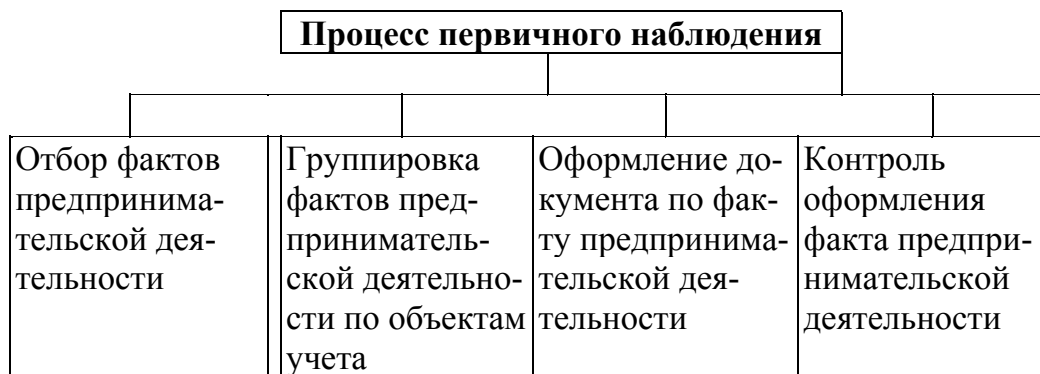 Процесс первичного наблюдения
Отбор фактов
предпринима-
тельской дея-
тельности
Группировка
фактов пред-
приниматель-
ской деятельно-
сти по объектам
учета
Оформление до-
кумента по фак-
ту предпринима-
тельской дея-
тельности
Контроль
оформления
факта предпри-
нимательской
деятельности